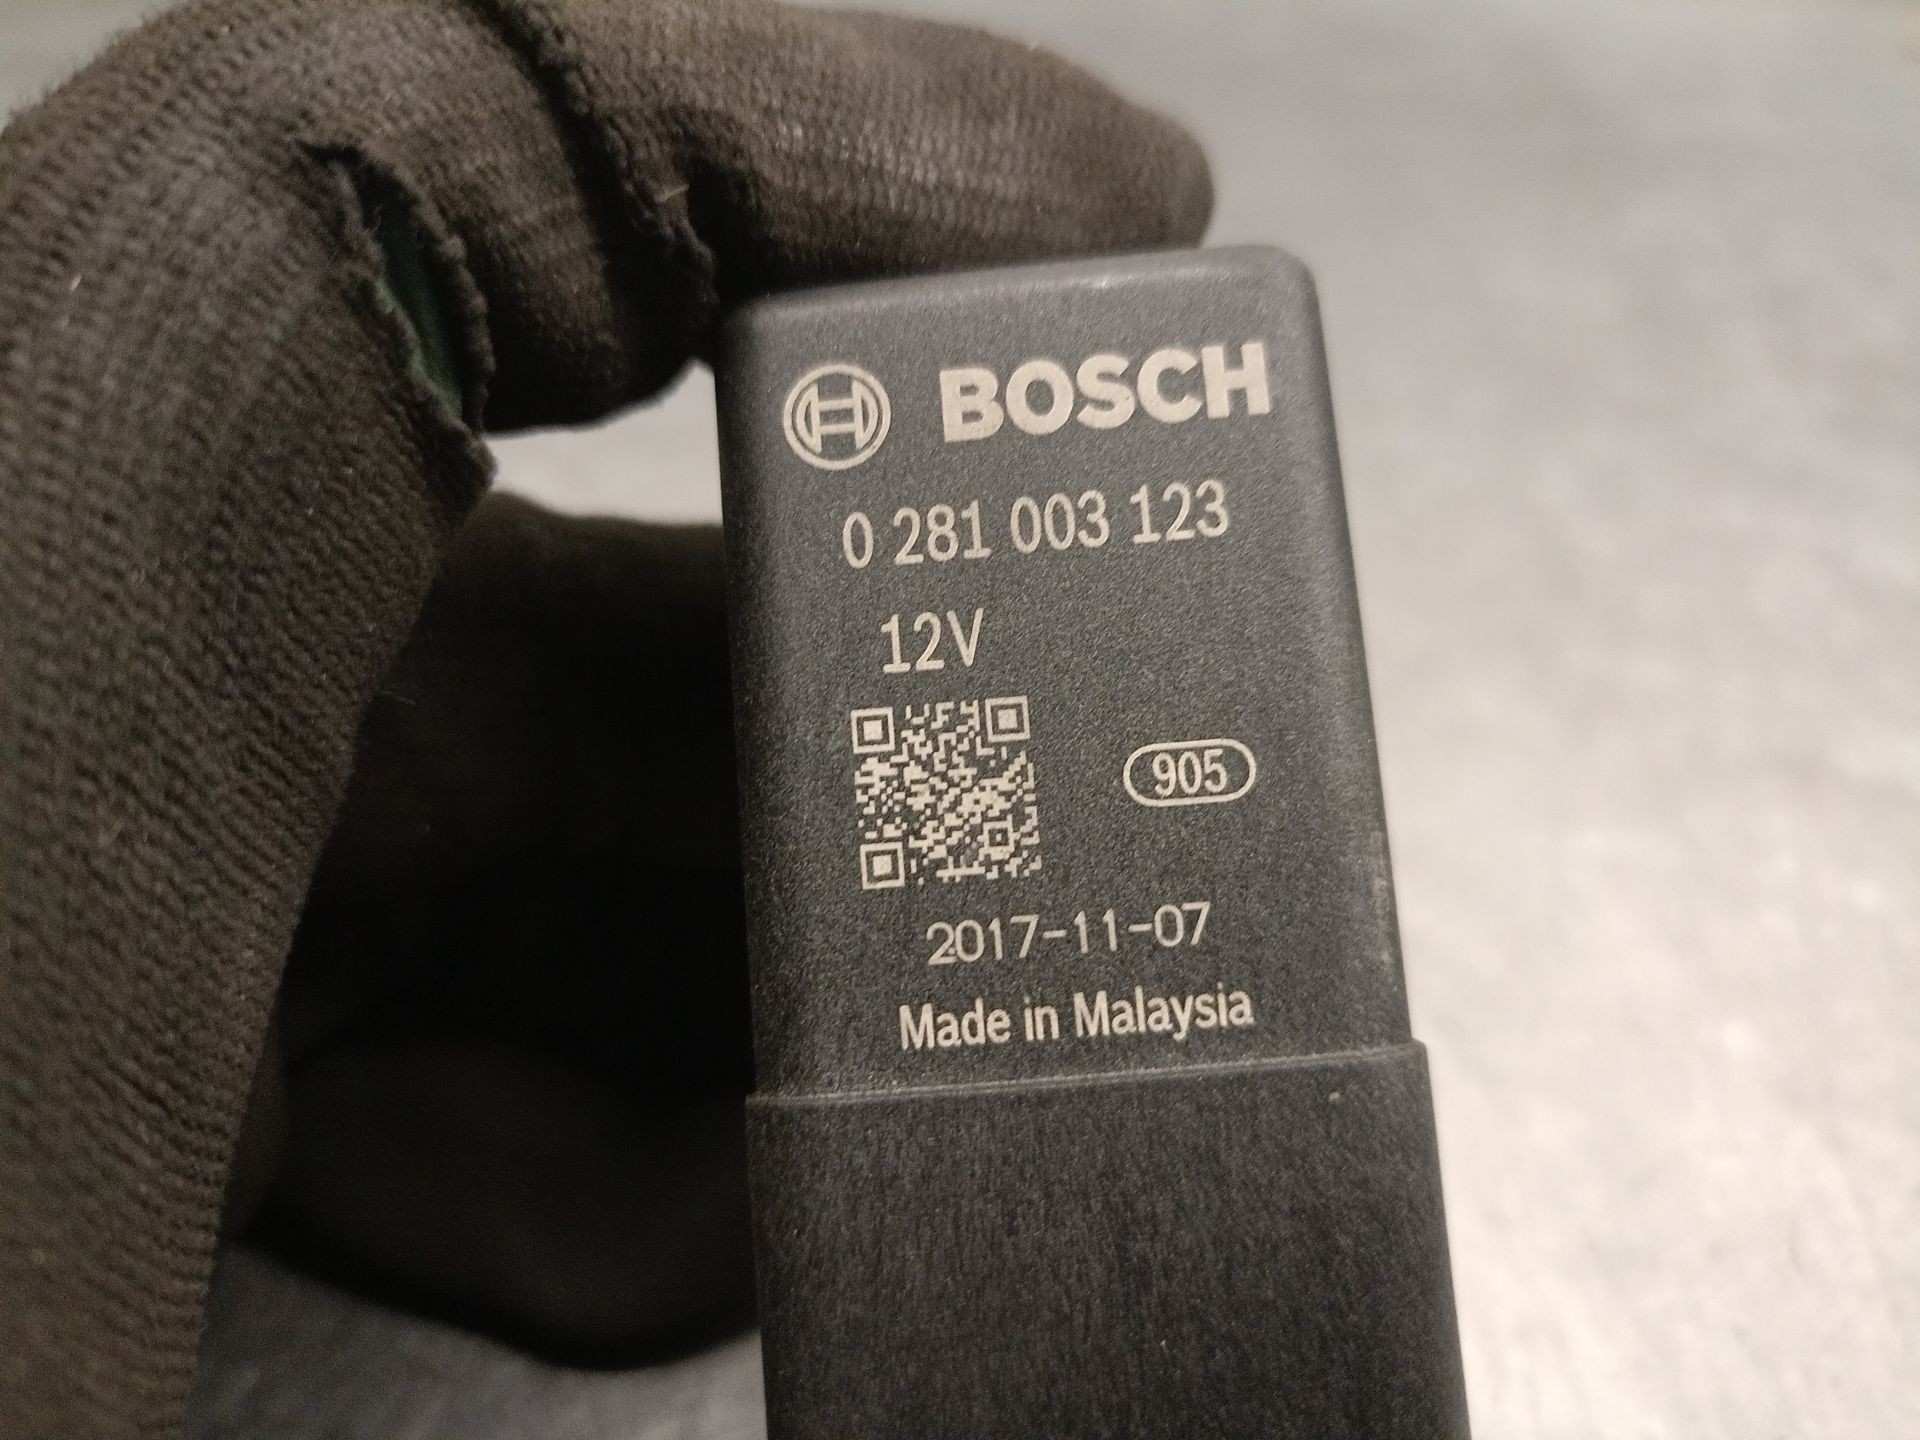 BOSCH
0 281 003 123
12V
905
2017-11-07
Made in Malaysia